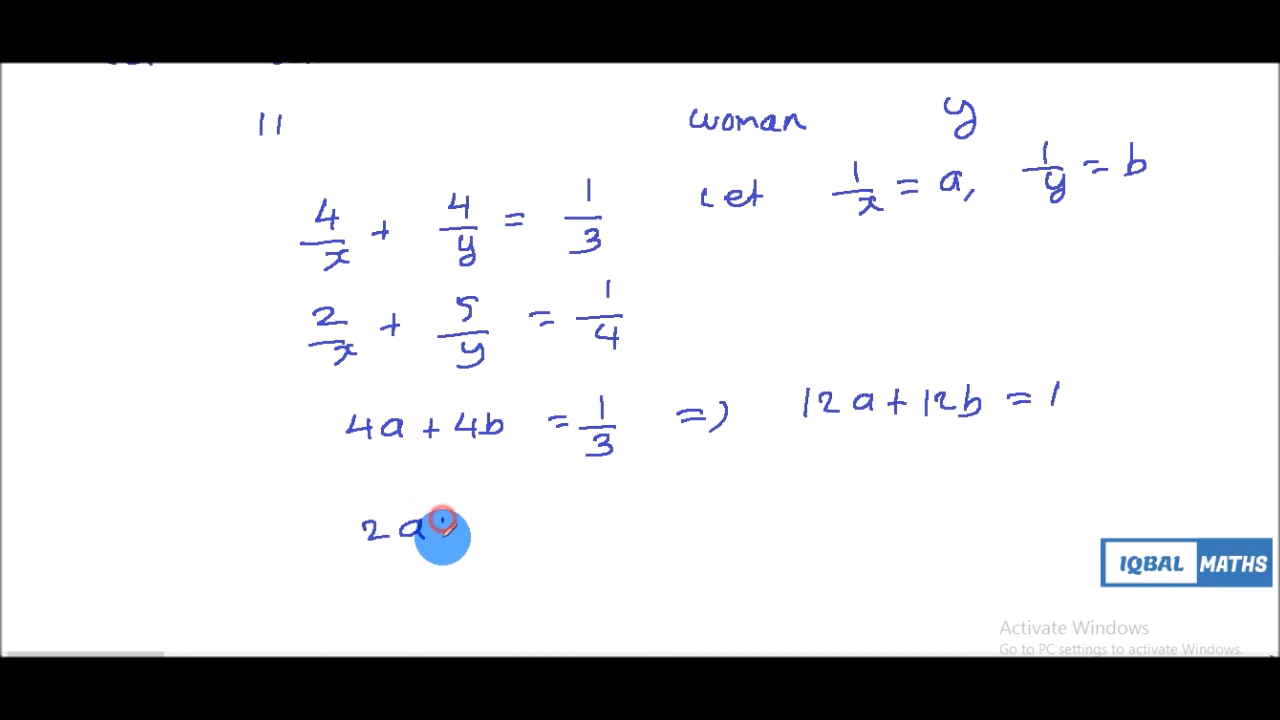 11
woman y
Let 1/x = a, 1/y = b
4/x + 4/y = 1/3
2/x + 5/y = 1/4
4a + 4b = 1/3 => 12a + 12b = 1
2a
IQBAL MATHS
Activate Windows
Go to PC settings to activate Windows.